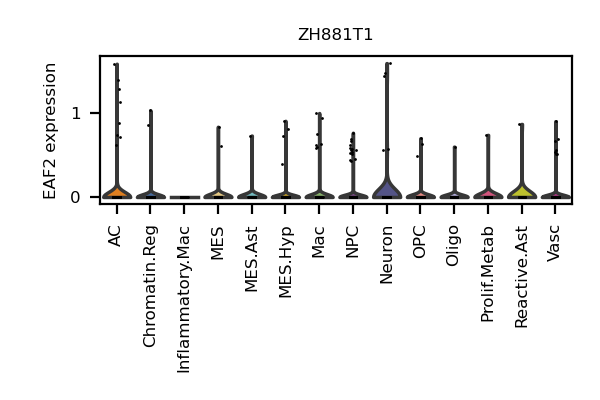 ZH881T1
EAF2 expression
1
0
AC
Chromatin.Reg
Inflammatory.Mac
MES
MES.Ast
MES.Hyp
Mac
NPC
Neuron
OPC
Oligo
Prolif.Metab
Reactive.Ast
Vasc